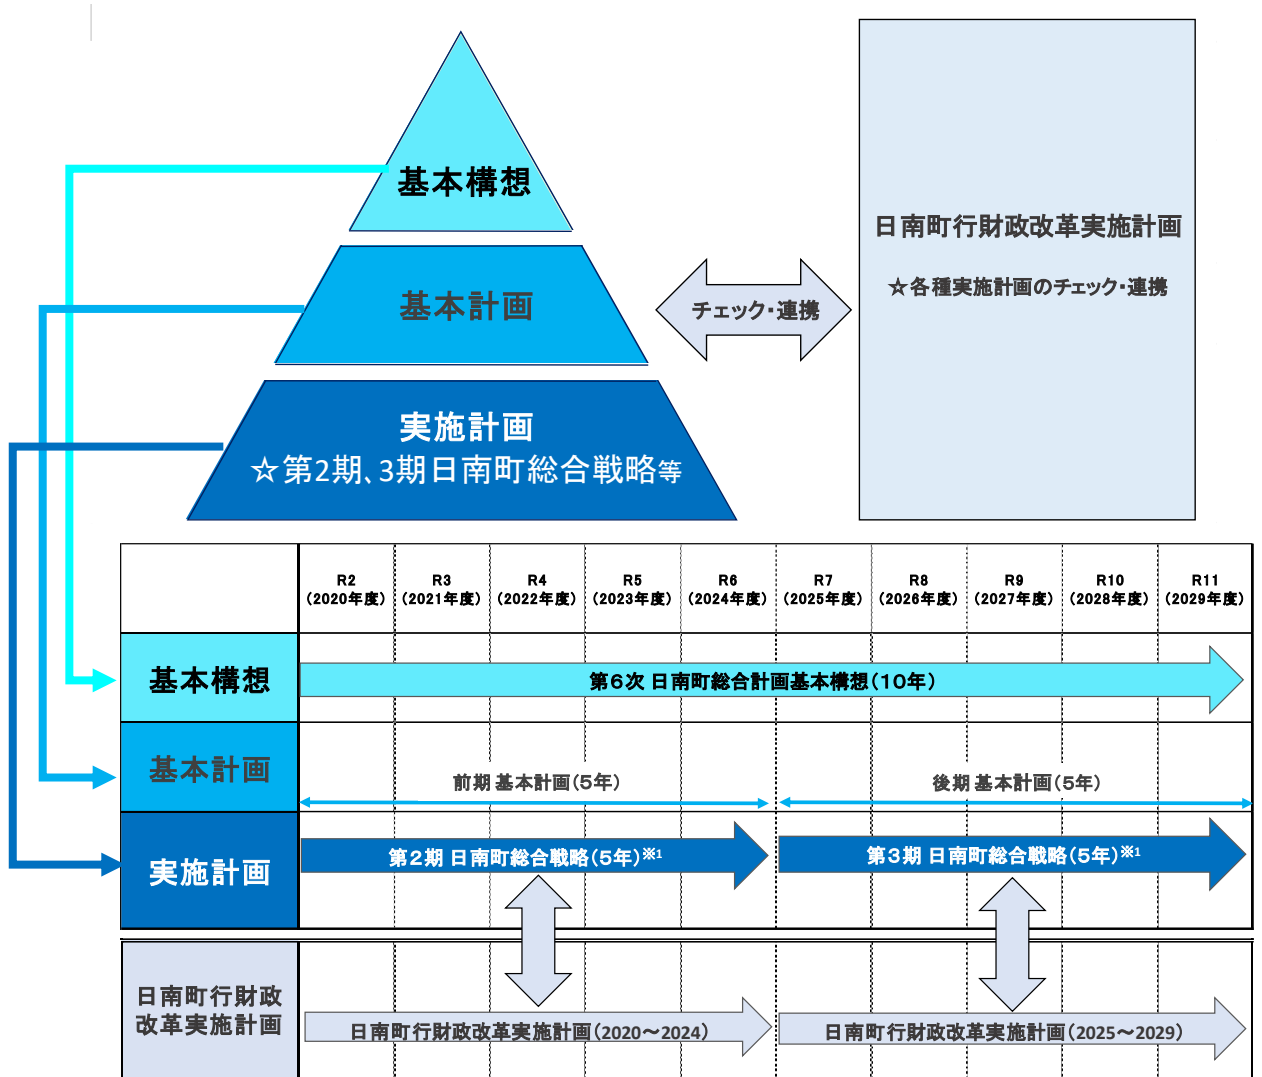 基本構想
基本計画
実施計画
☆第2期、3期日南町総合戦略等
チェック・連携
日南町行財政改革実施計画
☆各種実施計画のチェック・連携
R2
（2020年度）
R3
（2021年度）
R4
（2022年度）
R5
（2023年度）
R6
（2024年度）
R7
（2025年度）
R8
（2026年度）
R9
（2027年度）
R10
（2028年度）
R11
（2029年度）
基本構想
第６次 日南町総合計画基本構想（１０年）
基本計画
前期 基本計画（５年）
後期 基本計画（５年）
実施計画
第２期 日南町総合戦略（５年）※1
第３期 日南町総合戦略（５年）※1
日南町行財政
改革実施計画
日南町行財政改革実施計画（2020～2024）
日南町行財政改革実施計画（2025～2029）